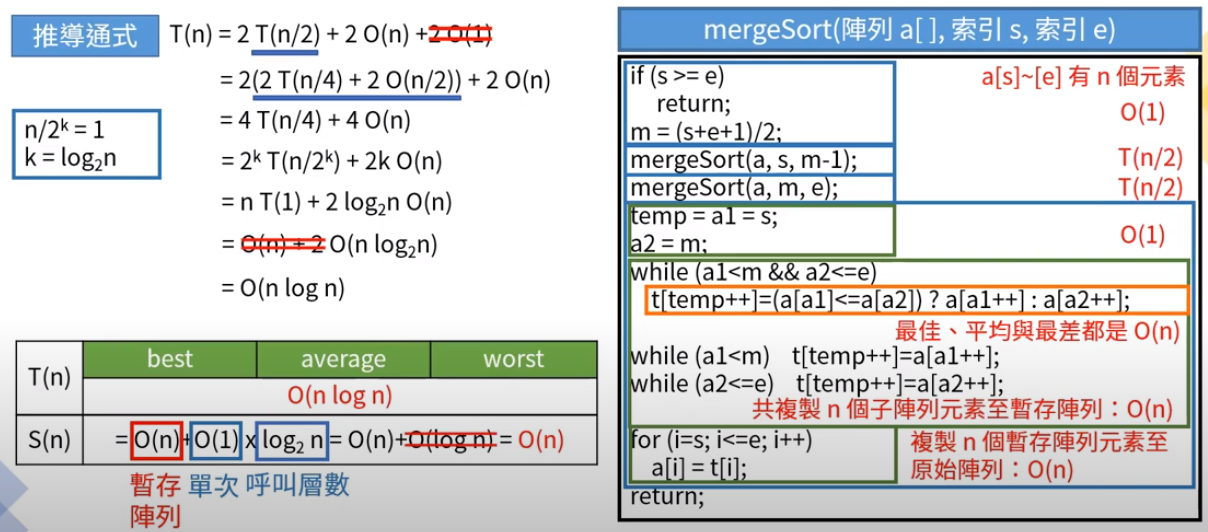 推導通式
T(n) = 2 T(n/2) + 2 O(n) + 2 O(1)
= 2(2 T(n/4) + 2 O(n/2)) + 2 O(n)
= 4 T(n/4) + 4 O(n)
= 2ᵏ T(n/2ᵏ) + 2k O(n)
= n T(1) + 2 log₂n O(n)
= O(n) + 2 O(n log₂n)
= O(n log n)
n/2ᵏ = 1
k = log₂n
T(n) best average worst
O(n log n)
S(n) = O(n)+O(1) x log₂ n = O(n)+O(log n) = O(n)
暫存 單次 呼叫層數
陣列
mergeSort(陣列 a[ ], 索引 s, 索引 e)
if (s >= e) a[s]~[e] 有 n 個元素
return; O(1)
m = (s+e+1)/2;
mergeSort(a, s, m-1); T(n/2)
mergeSort(a, m, e); T(n/2)
temp = a1 = s; O(1)
a2 = m;
while (a1<m && a2<=e)
t[temp++]=(a[a1]<=a[a2]) ? a[a1++] : a[a2++];
最佳、平均與最差都是 O(n)
while (a1<m) t[temp++]=a[a1++];
while (a2<=e) t[temp++]=a[a2++];
共複製 n 個子陣列元素至暫存陣列：O(n)
for (i=s; i<=e; i++) 複製 n 個暫存陣列元素至
a[i] = t[i]; 原始陣列：O(n)
return;